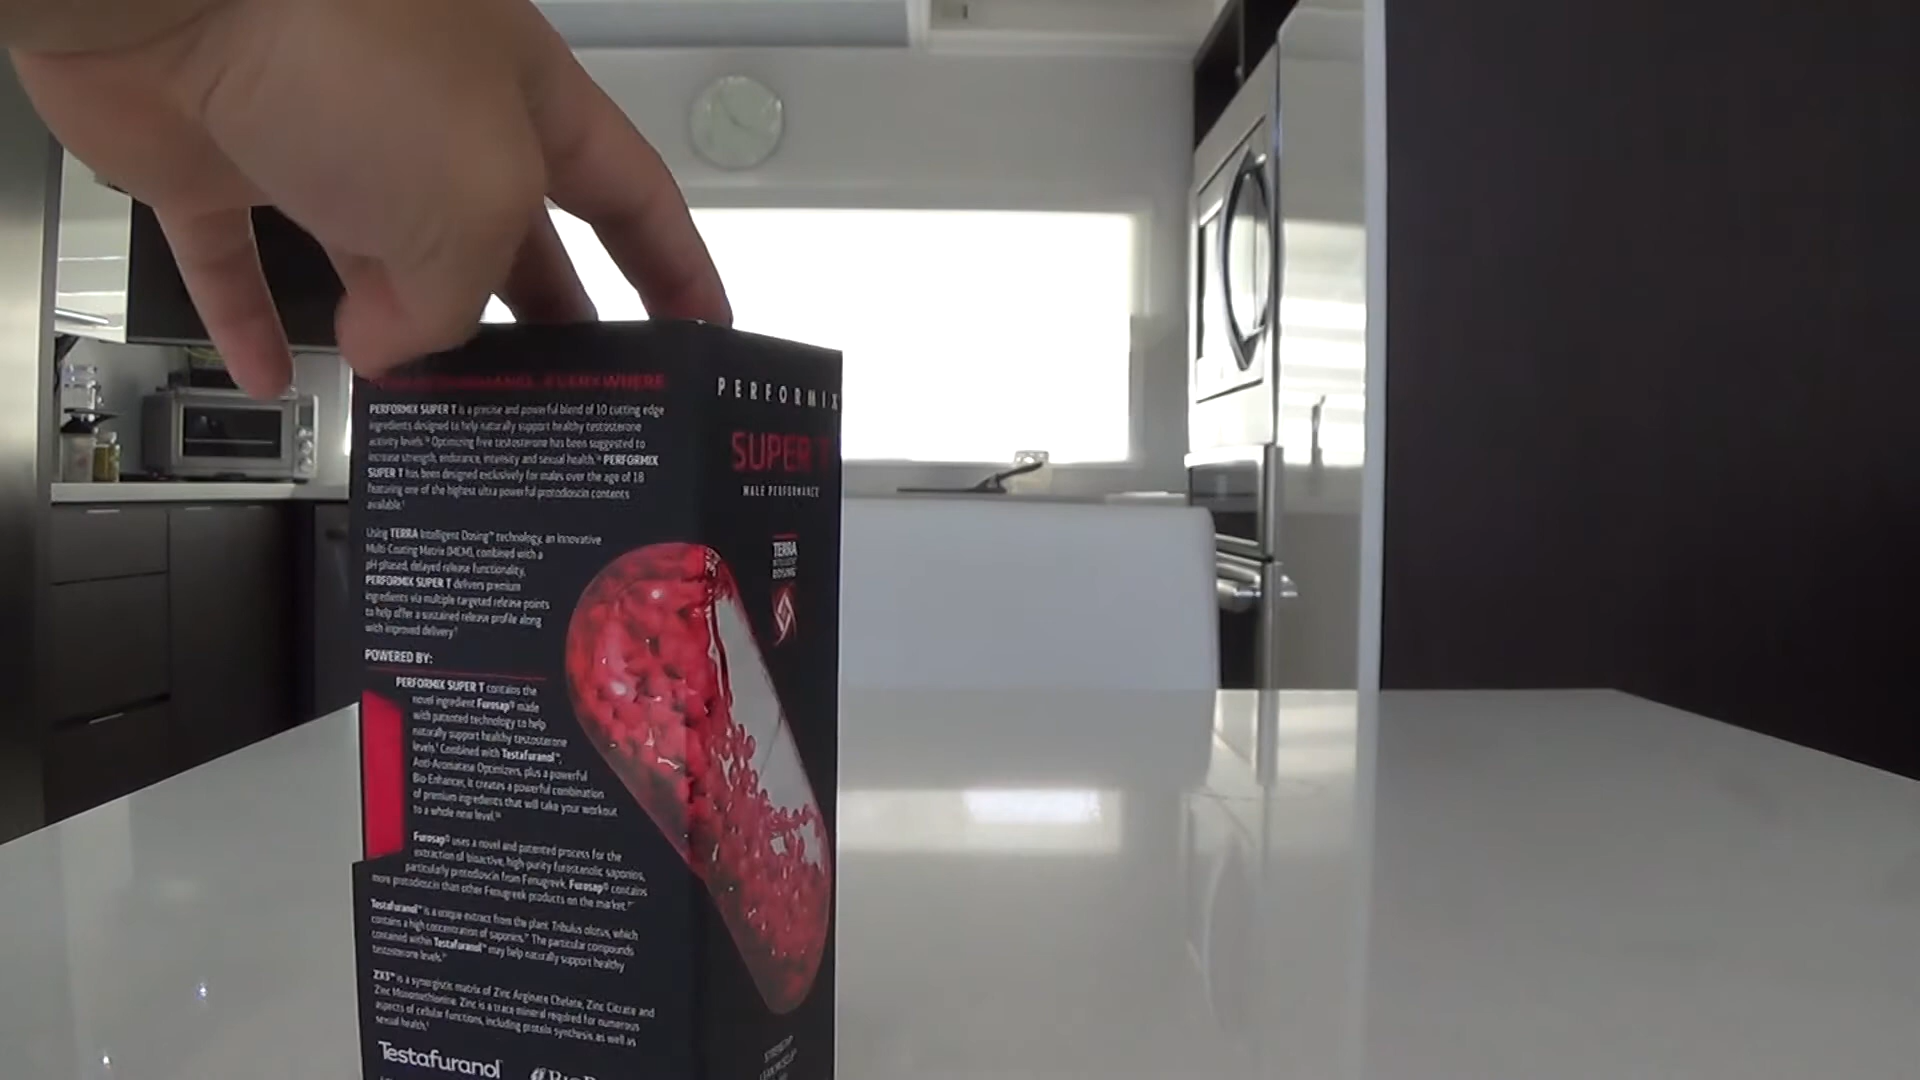 EVERYWHERE
PERFORMIX SUPER T is a precise and powerful blend of 10 cutting edge
ingredients designed to help naturally support healthy testosterone
activity levels. Optimizing free testosterone has been suggested to
increase strength, endurance, intensity and sexual health. PERFORMIX
SUPER T has been designed exclusively for males over the age of 18
featuring one of the highest ultra powerful protodioscin contents
available.
Using TERRA Intelligent Dosing™ technology, an innovative
Multi-Coating Matrix (MCM), combined with a
pH phased, delayed release functionality,
PERFORMIX SUPER T delivers premium
ingredients via multiple targeted release points
to help offer a sustained release profile along
with improved delivery
POWERED BY:
PERFORMIX SUPER T contains the
novel ingredient Furosap® made
with patented technology to help
naturally support healthy testosterone
levels. Combined with Testafuranol™,
Anti-Aromatase Optimizers, plus a powerful
Bio-Enhancer, it creates a powerful combination
of premium ingredients that will take your workout
to a whole new level.
Furosap® uses a novel and patented process for the
extraction of bioactive, high purity furostanolic saponins,
particularly protodioscin from Fenugreek. Furosap® contains
more protodioscin than other Fenugreek products on the market.
Testafuranol™ is a unique extract from the plant Tribulus alatus, which
contains a high concentration of saponins. The particular compounds
contained within Testafuranol™ may help naturally support healthy
testosterone levels.
ZX3™ is a synergistic matrix of Zinc Arginate Chelate, Zinc Citrate and
Zinc Monomethionine. Zinc is a trace mineral required for numerous
aspects of cellular functions, including protein synthesis, as well as
sexual health.
Testafuranol
PERFORMIX
SUPER T
MALE PERFORMANCE
TERRA
INTELLIGENT
DOSING
STRENGTH